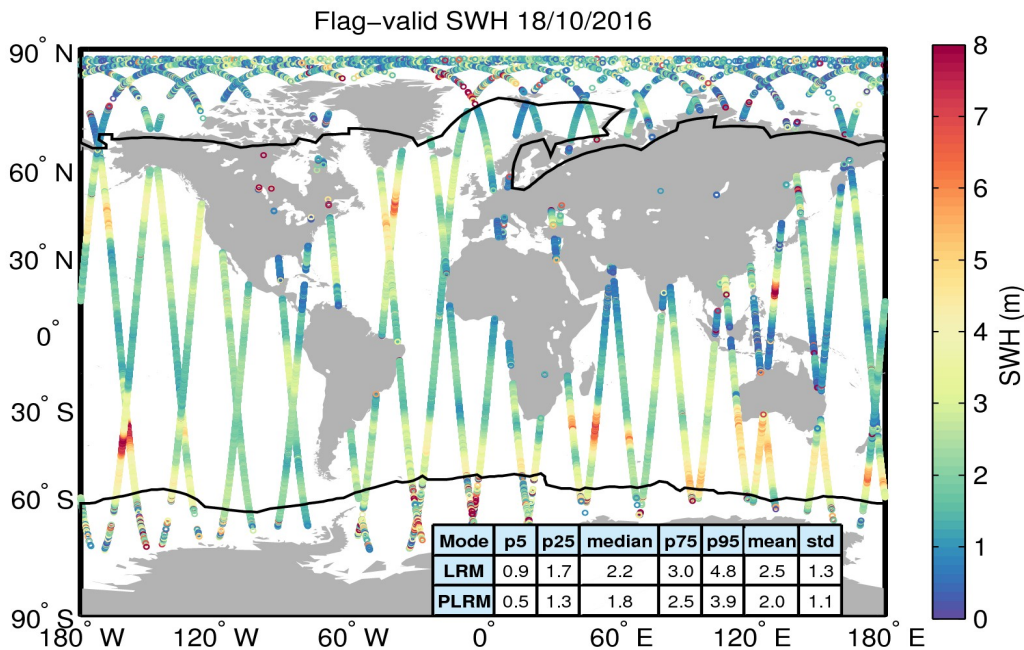 Flag–valid SWH 18/10/2016
90° N
60° N
30° N
0°
30° S
60° S
90° S
180° W
120° W
60° W
0°
60° E
120° E
180° E
Mode p5 p25 median p75 p95 mean std
LRM 0.9 1.7 2.2 3.0 4.8 2.5 1.3
PLRM 0.5 1.3 1.8 2.5 3.9 2.0 1.1
8
7
6
5
4
3
2
1
0
SWH (m)